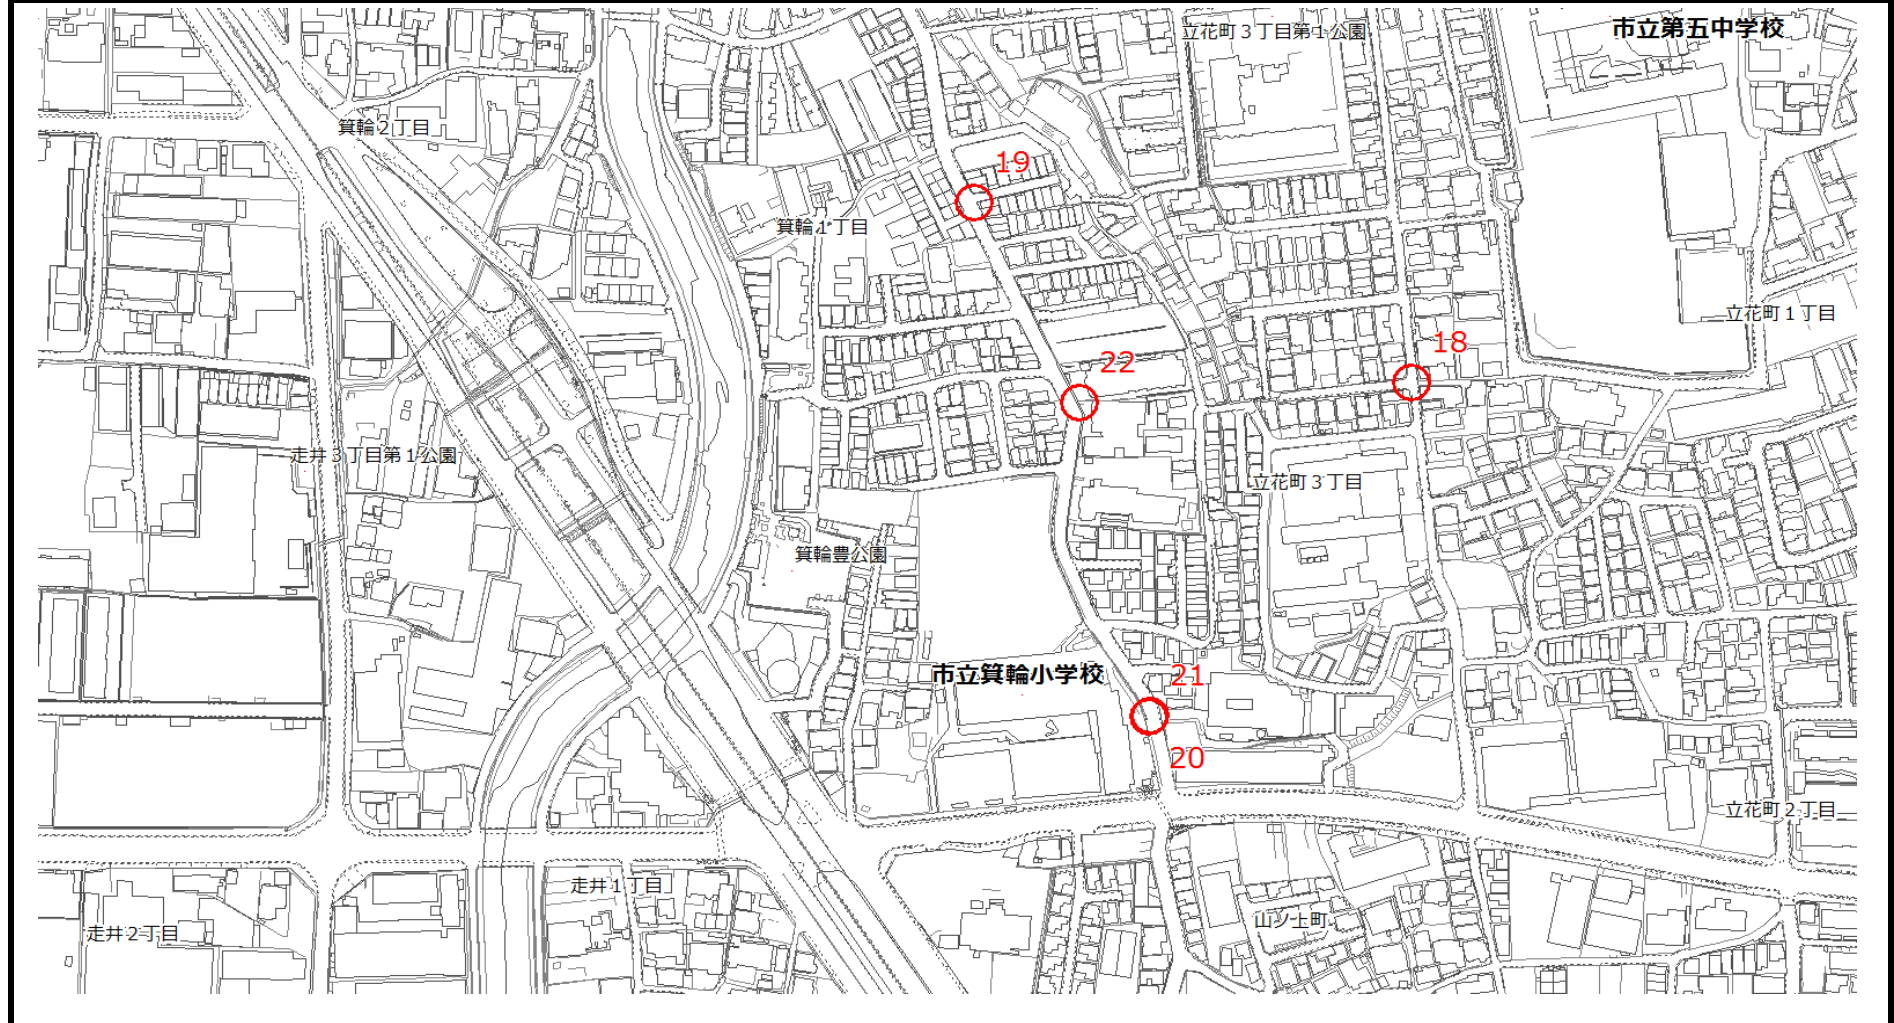 市立第五中学校
立花町3丁目第1公園
箕輪2丁目
19
箕輪1丁目
立花町1丁目
18
22
走井3丁目第1公園
立花町3丁目
箕輪豊公園
市立箕輪小学校
21
20
立花町2丁目
走井1丁目
山ノ上町
走井2丁目